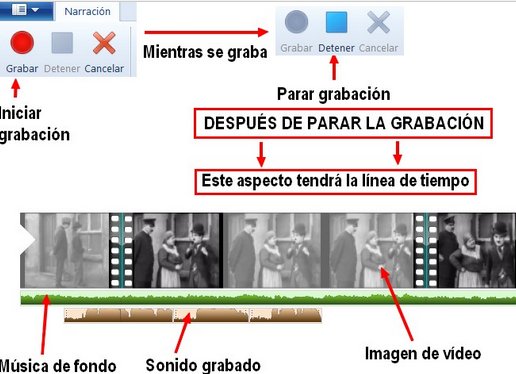 Narración
Grabar Detener Cancelar
Mientras se graba
Grabar Detener Cancelar
Iniciar
grabación
Parar grabación
DESPUÉS DE PARAR LA GRABACIÓN
Este aspecto tendrá la línea de tiempo
Música de fondo
Sonido grabado
Imagen de vídeo